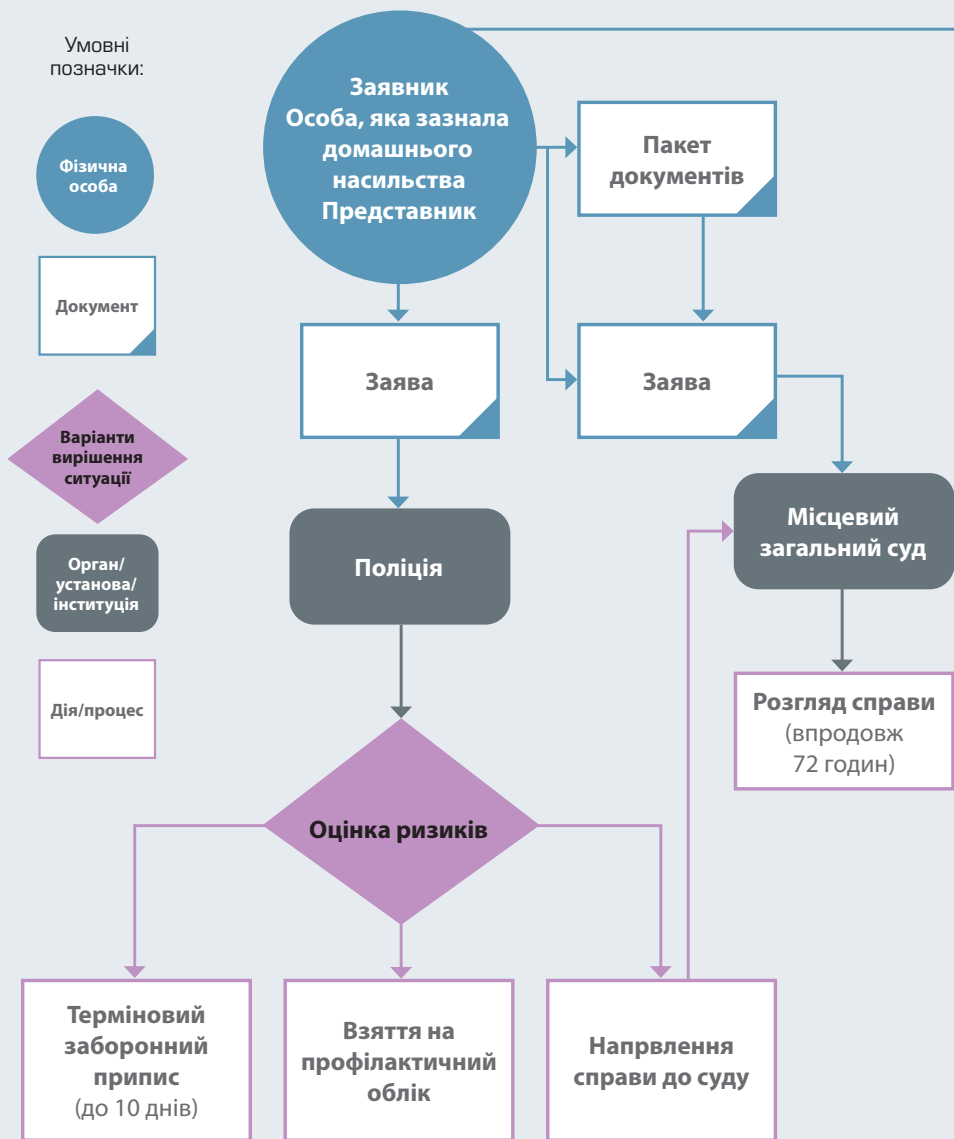 Умовні
позначки:
Фізична
особа
Документ
Варіанти
вирішення
ситуації
Орган/
установа/
інституція
Дія/процес
Заявник
Особа, яка зазнала
домашнього
насильства
Представник
Пакет
документів
Заява
Заява
Поліція
Місцевий
загальний суд
Розгляд справи
(впродовж
72 годин)
Оцінка ризиків
Терміновий
заборонний
припис
(до 10 днів)
Взяття на
профілактичний
облік
Напрвлення
справи до суду